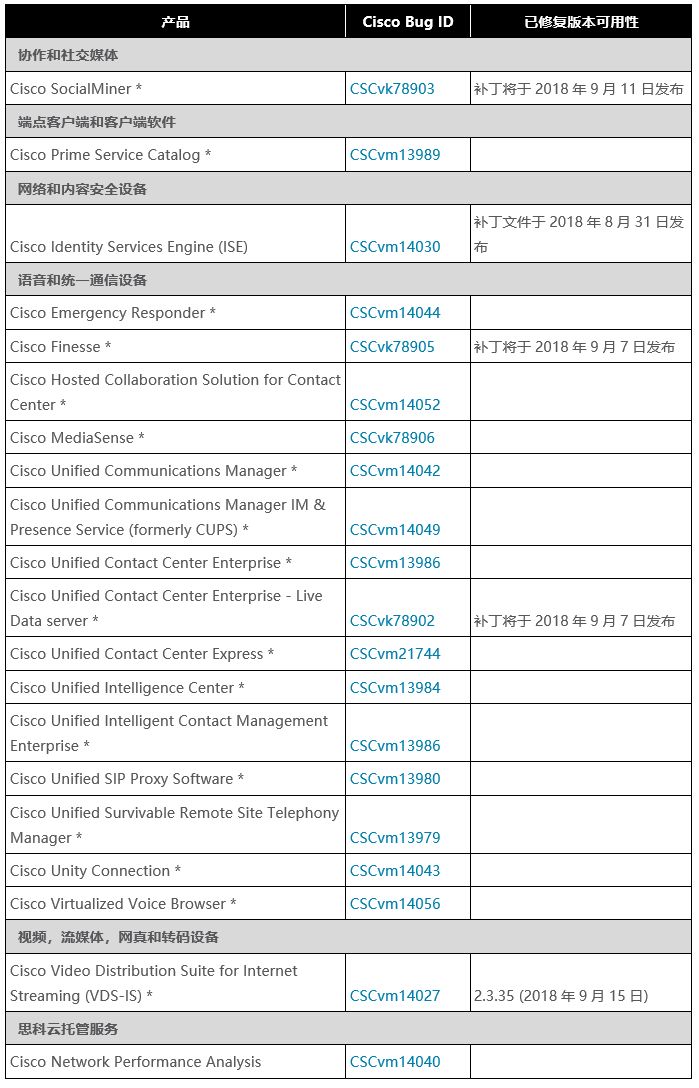 产品 Cisco Bug ID 已修复版本可用性
协作和社交媒体
Cisco SocialMiner * CSCvk78903 补丁将于 2018 年 9 月 11 日发布
端点客户端和客户端软件
Cisco Prime Service Catalog * CSCvm13989
网络和内容安全设备
补丁文件于 2018 年 8 月 31 日发
Cisco Identity Services Engine (ISE) CSCvm14030 布
语音和统一通信设备
Cisco Emergency Responder * CSCvm14044
Cisco Finesse * CSCvk78905 补丁将于 2018 年 9 月 7 日发布
Cisco Hosted Collaboration Solution for Contact
Center * CSCvm14052
Cisco MediaSense * CSCvk78906
Cisco Unified Communications Manager * CSCvm14042
Cisco Unified Communications Manager IM &
Presence Service (formerly CUPS) * CSCvm14049
Cisco Unified Contact Center Enterprise * CSCvm13986
Cisco Unified Contact Center Enterprise - Live
Data server * CSCvk78902 补丁将于 2018 年 9 月 7 日发布
Cisco Unified Contact Center Express * CSCvm21744
Cisco Unified Intelligence Center * CSCvm13984
Cisco Unified Intelligent Contact Management
Enterprise * CSCvm13986
Cisco Unified SIP Proxy Software * CSCvm13980
Cisco Unified Survivable Remote Site Telephony
Manager * CSCvm13979
Cisco Unity Connection * CSCvm14043
Cisco Virtualized Voice Browser * CSCvm14056
视频，流媒体，网真和转码设备
Cisco Video Distribution Suite for Internet
Streaming (VDS-IS) * CSCvm14027 2.3.35 (2018 年 9 月 15 日)
思科云托管服务
Cisco Network Performance Analysis CSCvm14040